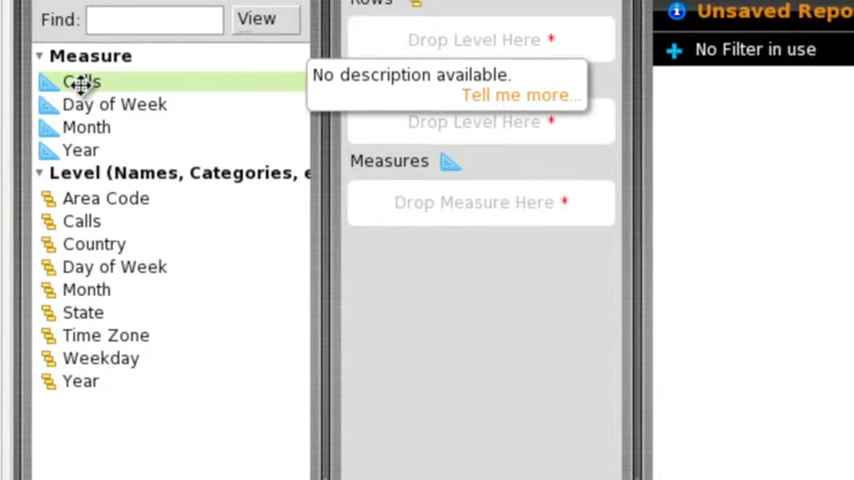 Find:
View
Measure
Calls
Day of Week
Month
Year
Level (Names, Categories, e
Area Code
Calls
Country
Day of Week
Month
State
Time Zone
Weekday
Year
Rows
Drop Level Here *
No description available.
Tell me more...
Drop Level Here *
Measures
Drop Measure Here *
Unsaved Repo
No Filter in use